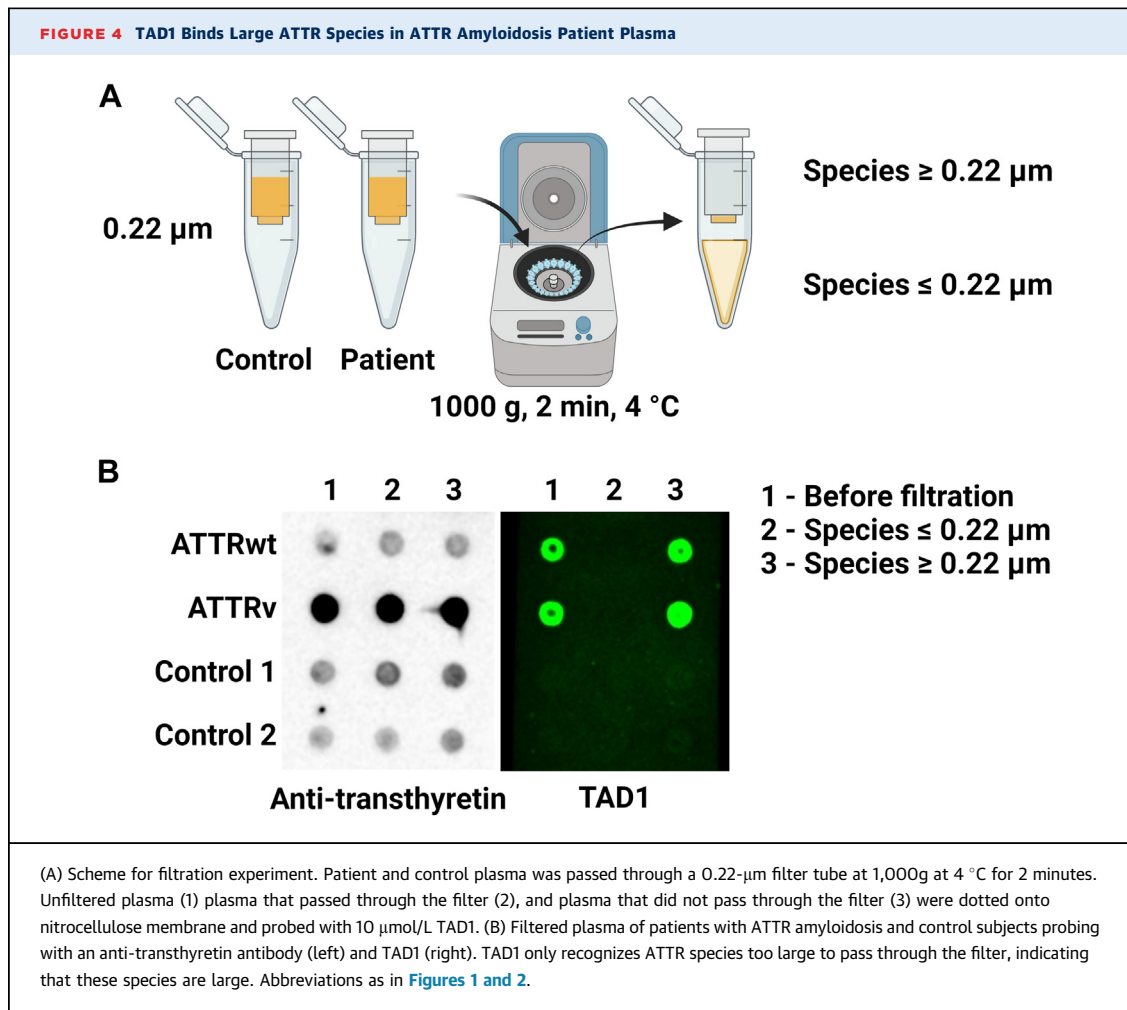 FIGURE 4 TAD1 Binds Large ATTR Species in ATTR Amyloidosis Patient Plasma
A
0.22 µm
Control Patient
1000 g, 2 min, 4 °C
Species ≥ 0.22 µm
Species ≤ 0.22 µm
B
1 2 3 1 2 3
ATTRwt
ATTRv
Control 1
Control 2
Anti-transthyretin TAD1
1 - Before filtration
2 - Species ≤ 0.22 µm
3 - Species ≥ 0.22 µm
(A) Scheme for filtration experiment. Patient and control plasma was passed through a 0.22-µm filter tube at 1,000g at 4 °C for 2 minutes.
Unfiltered plasma (1) plasma that passed through the filter (2), and plasma that did not pass through the filter (3) were dotted onto
nitrocellulose membrane and probed with 10 µmol/L TAD1. (B) Filtered plasma of patients with ATTR amyloidosis and control subjects probing
with an anti-transthyretin antibody (left) and TAD1 (right). TAD1 only recognizes ATTR species too large to pass through the filter, indicating
that these species are large. Abbreviations as in Figures 1 and 2.